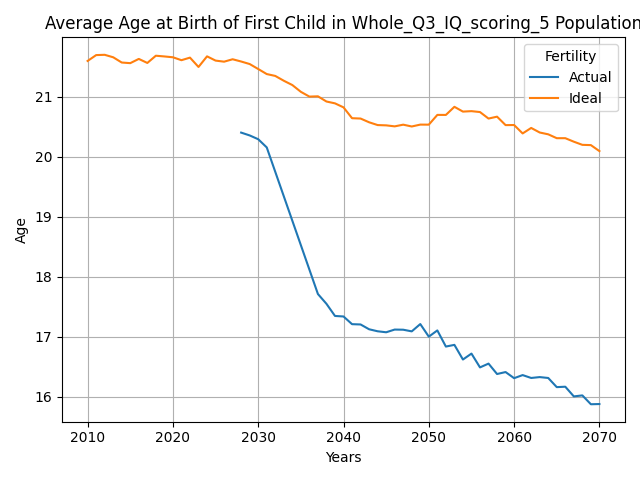 Average Age at Birth of First Child in Whole_Q3_IQ_scoring_5 Population
Fertility
Actual
Ideal
21
20
19
18
17
16
Age
2010 2020 2030 2040 2050 2060 2070
Years